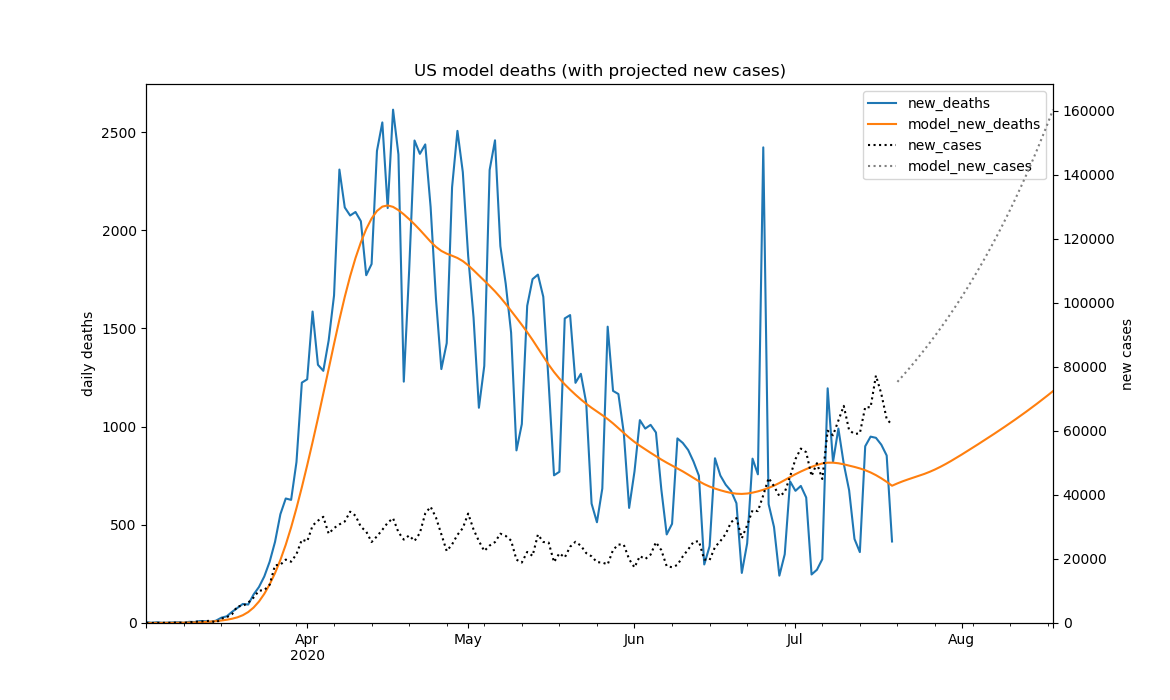 US model deaths (with projected new cases)
new_deaths
model_new_deaths
new_cases
model_new_cases
daily deaths
2500
2000
1500
1000
500
0
160000
140000
120000
100000
80000
60000
40000
20000
0
new cases
Apr
2020
May
Jun
Jul
Aug